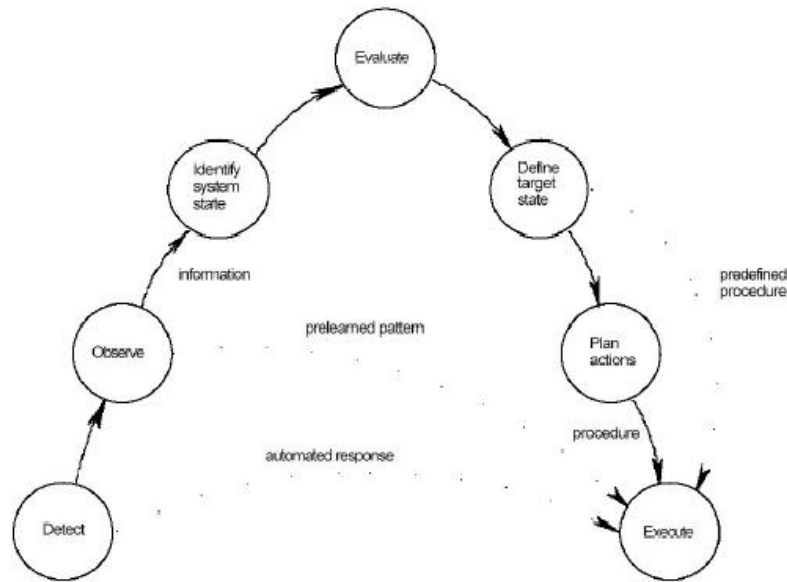 Evaluate
Identify
system
state
Define
target
state
information
predefined
procedure
prelearned pattern
Observe
Plan
actions
procedure
automated response
Detect
Execute